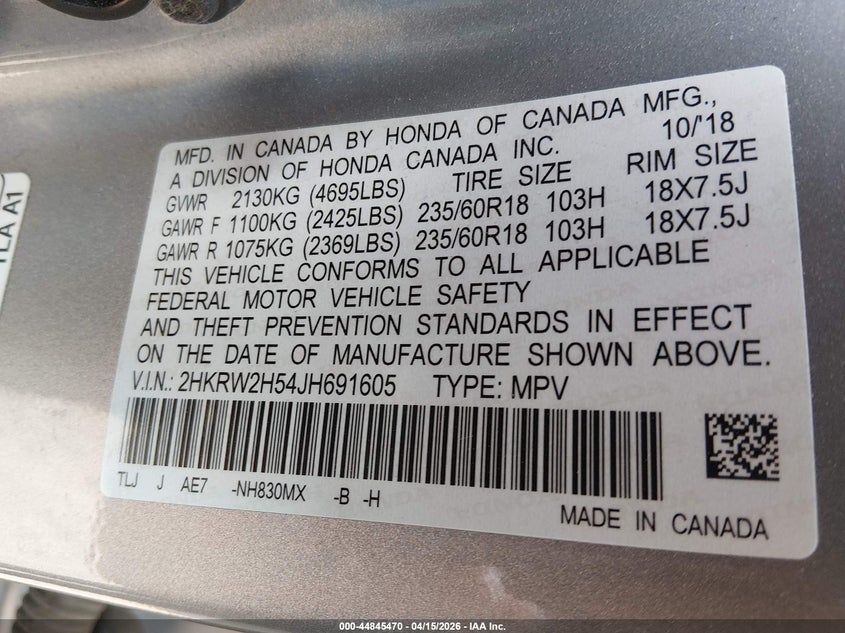 MFD. IN CANADA BY HONDA OF CANADA MFG.,
A DIVISION OF HONDA CANADA INC. 10/'18
GVWR 2130KG (4695LBS) TIRE SIZE RIM SIZE
GAWR F 1100KG (2425LBS) 235/60R18 103H 18X7.5J
GAWR R 1075KG (2369LBS) 235/60R18 103H 18X7.5J
THIS VEHICLE CONFORMS TO ALL APPLICABLE
FEDERAL MOTOR VEHICLE SAFETY
AND THEFT PREVENTION STANDARDS IN EFFECT
ON THE DATE OF MANUFACTURE SHOWN ABOVE.
V.I.N.: 2HKRW2H54JH691605 TYPE: MPV
TLJ J AE7 -NH830MX -B -H
MADE IN CANADA
TLA A1
000-44845470 - 04/15/2026 - IAA Inc.